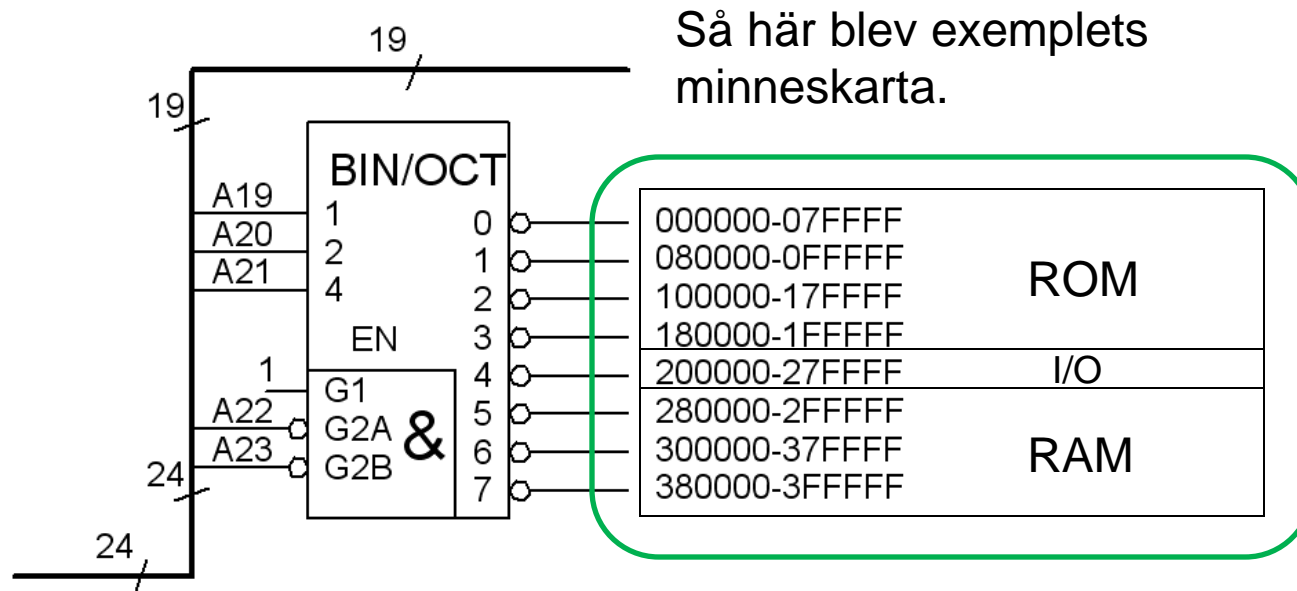 Så här blev exemplets
minneskarta.
19
19
BIN/OCT
A19 1 0 000000-07FFFF
A20 2 1 080000-0FFFFF
A21 4 2 100000-17FFFF ROM
EN 3 180000-1FFFFF
1 G1 4 200000-27FFFF I/O
A22 G2A & 5 280000-2FFFFF
A23 G2B 6 300000-37FFFF RAM
24 7 380000-3FFFFF
24